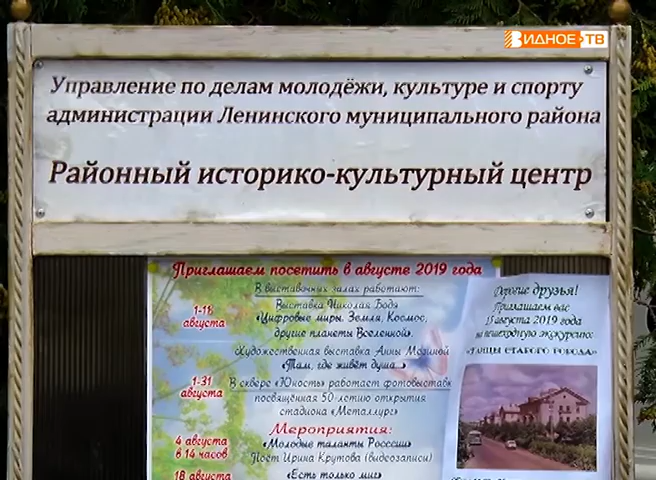 ВИДНОЕ-ТВ
Управление по делам молодёжи, культуре и спорту
администрации Ленинского муниципального района
Районный историко-культурный центр
Приглашаем посетить в августе 2019 года
В выставочных залах работают:
1-18
августа
Выставка Николая Бодя
«Цифровые миры. Земля, Космос,
другие планеты Вселенной».
Художественная выставка Анны
«Там, где живёт душа...»
1-31
августа
В сквере «Юность» работает фотовыставка
посвящённая 50-летию открытия
стадиона «Металлург»
Мероприятия:
4 августа
в 14 часов
«Молодые таланты России»
Поёт Ирина Крутова (видеозаписи)
18 августа
«Есть только миг»
Дорогие друзья!
Приглашаем вас
августа 2019 года
на пешеходную экскурсию:
СТАРОГО ГОРОДА»